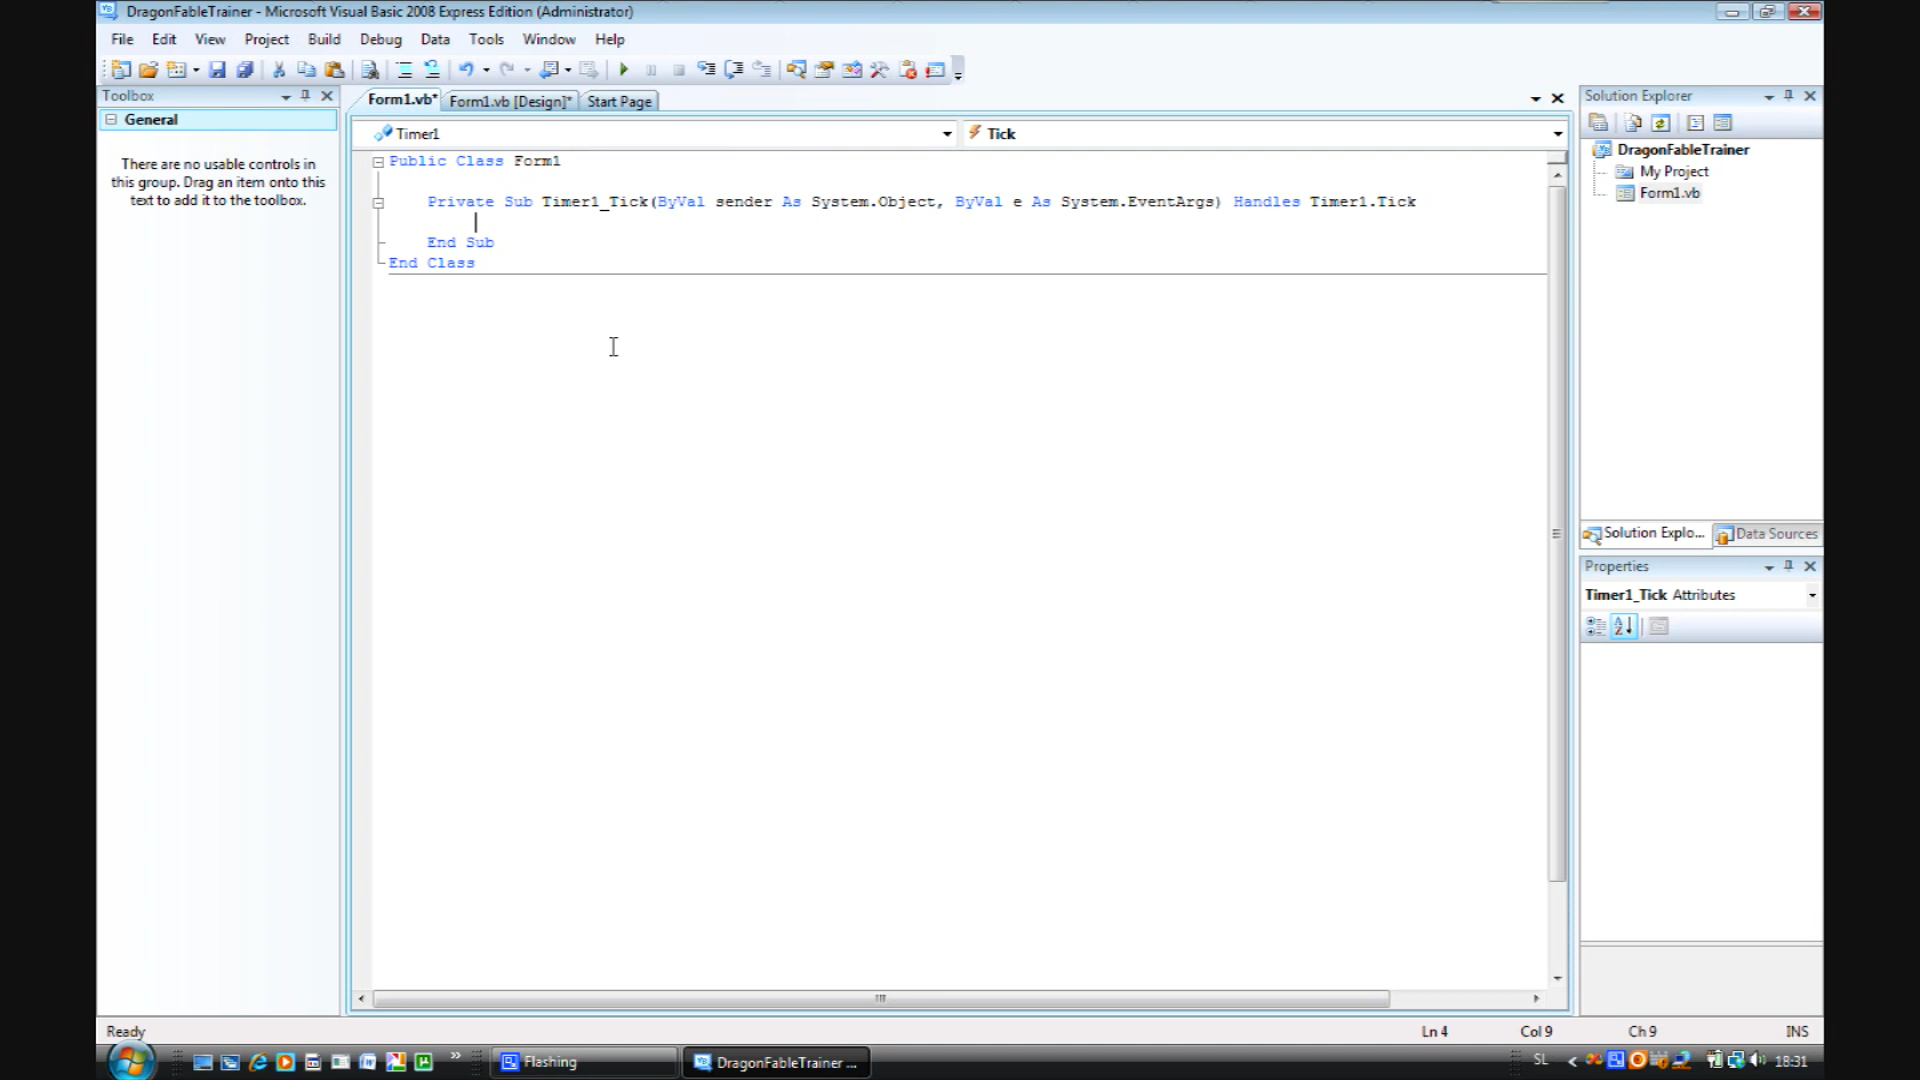 DragonFableTrainer - Microsoft Visual Basic 2008 Express Edition (Administrator)
File Edit View Project Build Debug Data Tools Window Help
Toolbox
Form1.vb* Form1.vb [Design]* Start Page
Solution Explorer
General
Timer1 Tick
There are no usable controls in
this group. Drag an item onto this
text to add it to the toolbox.
Public Class Form1
Private Sub Timer1_Tick(ByVal sender As System.Object, ByVal e As System.EventArgs) Handles Timer1.Tick
End Sub
End Class
DragonFableTrainer
My Project
Form1.vb
Solution Explo... Data Sources
Properties
Timer1_Tick Attributes
Ready Ln 4 Col 9 Ch 9 INS
Flashing DragonFableTrainer ... SL 18:31